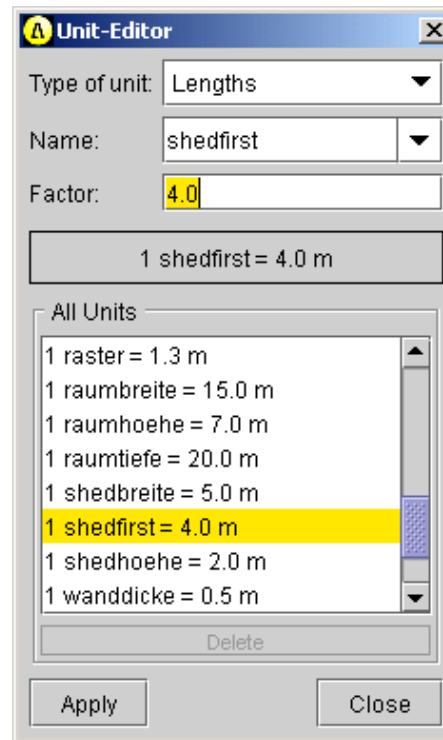 Unit-Editor
Type of unit: Lengths
Name: shedfirst
Factor: 4.0
1 shedfirst = 4.0 m
All Units
1 raster = 1.3 m
1 raumbreite = 15.0 m
1 raumhoehe = 7.0 m
1 raumtiefe = 20.0 m
1 shedbreite = 5.0 m
1 shedfirst = 4.0 m
1 shedhoehe = 2.0 m
1 wanddicke = 0.5 m
Delete
Apply Close